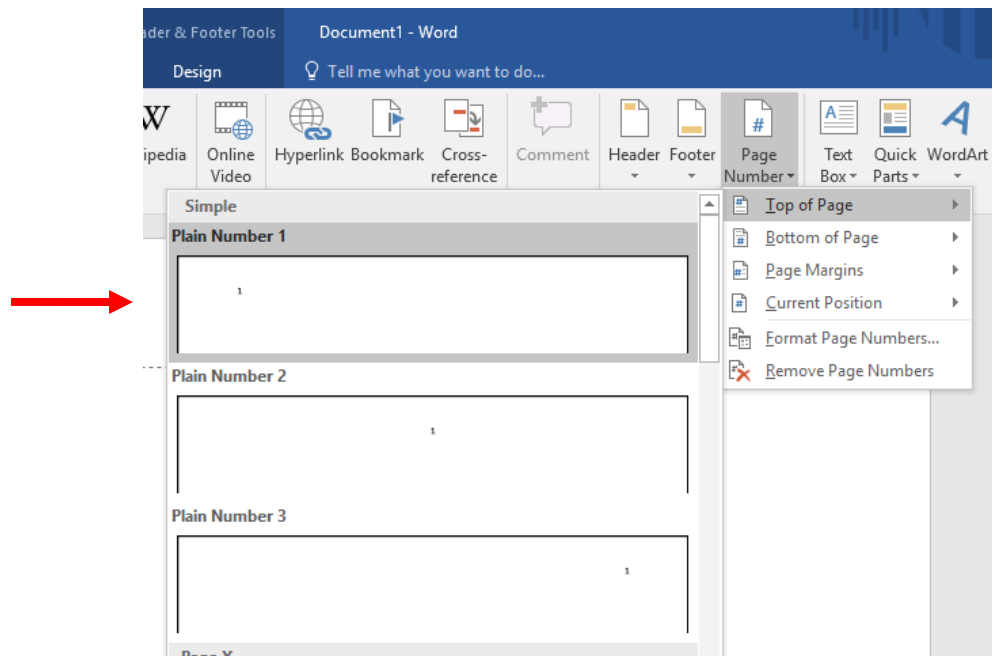 ader & Footer Tools Document1 - Word
Design Tell me what you want to do...
W A
ipedia Online Video Hyperlink Bookmark Cross-reference Comment Header Footer Page Number Text Box Quick Parts WordArt
#
Simple
Plain Number 1
1
Plain Number 2
1
Plain Number 3
1
Page X
Top of Page
Bottom of Page
Page Margins
Current Position
Format Page Numbers...
Remove Page Numbers